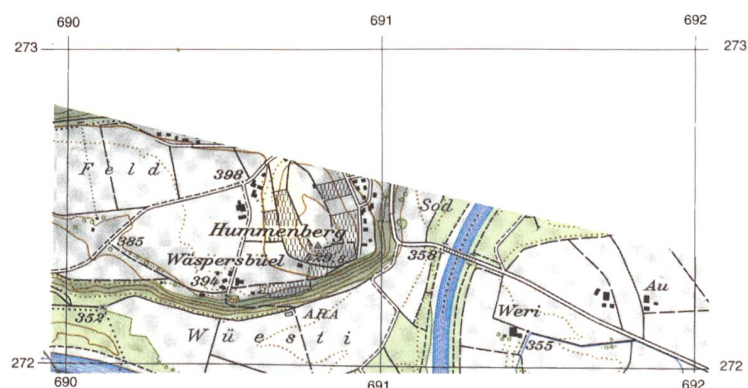 690 691 692
273 273
Feld
398
Sod
Hummenberg
429.8
385
358
Wäspersbüel
394
Au
Weri
ARA
352
Wüesti
355
272 272
690 691 692